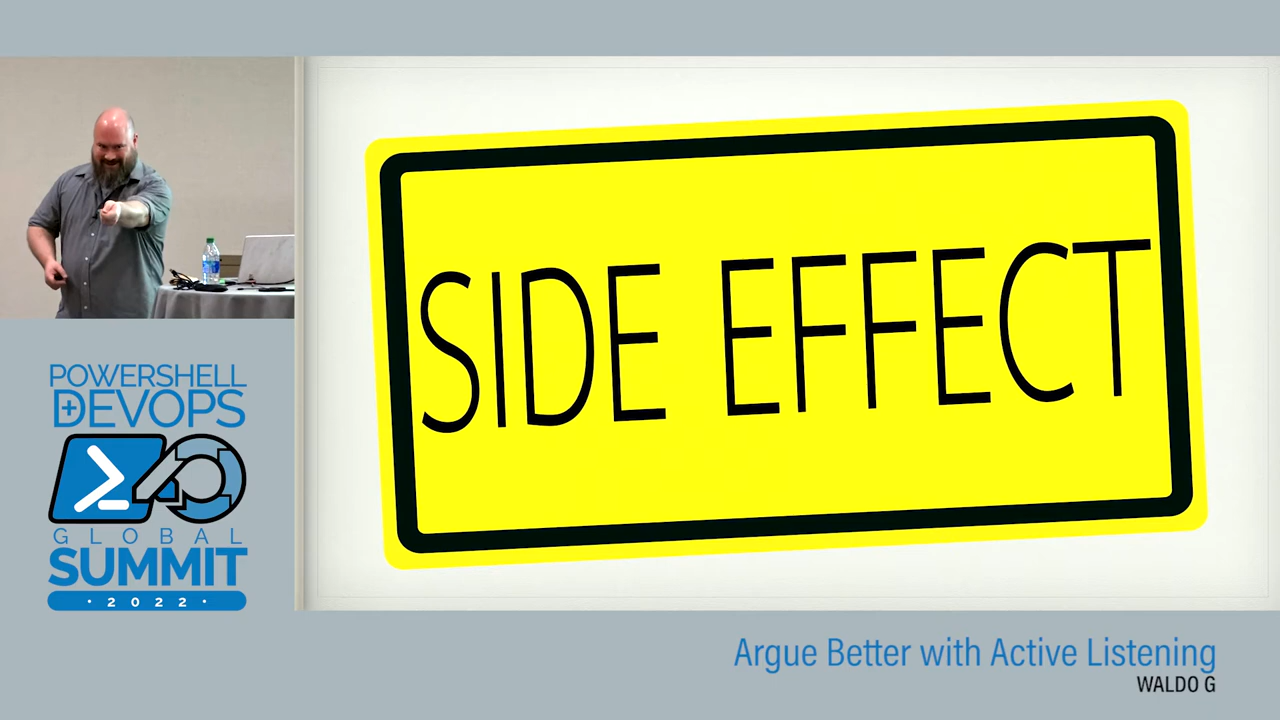 SIDE EFFECT
POWERSHELL
+DEVOPS
GLOBAL
SUMMIT
· 2022 ·
Argue Better with Active Listening
WALDO G